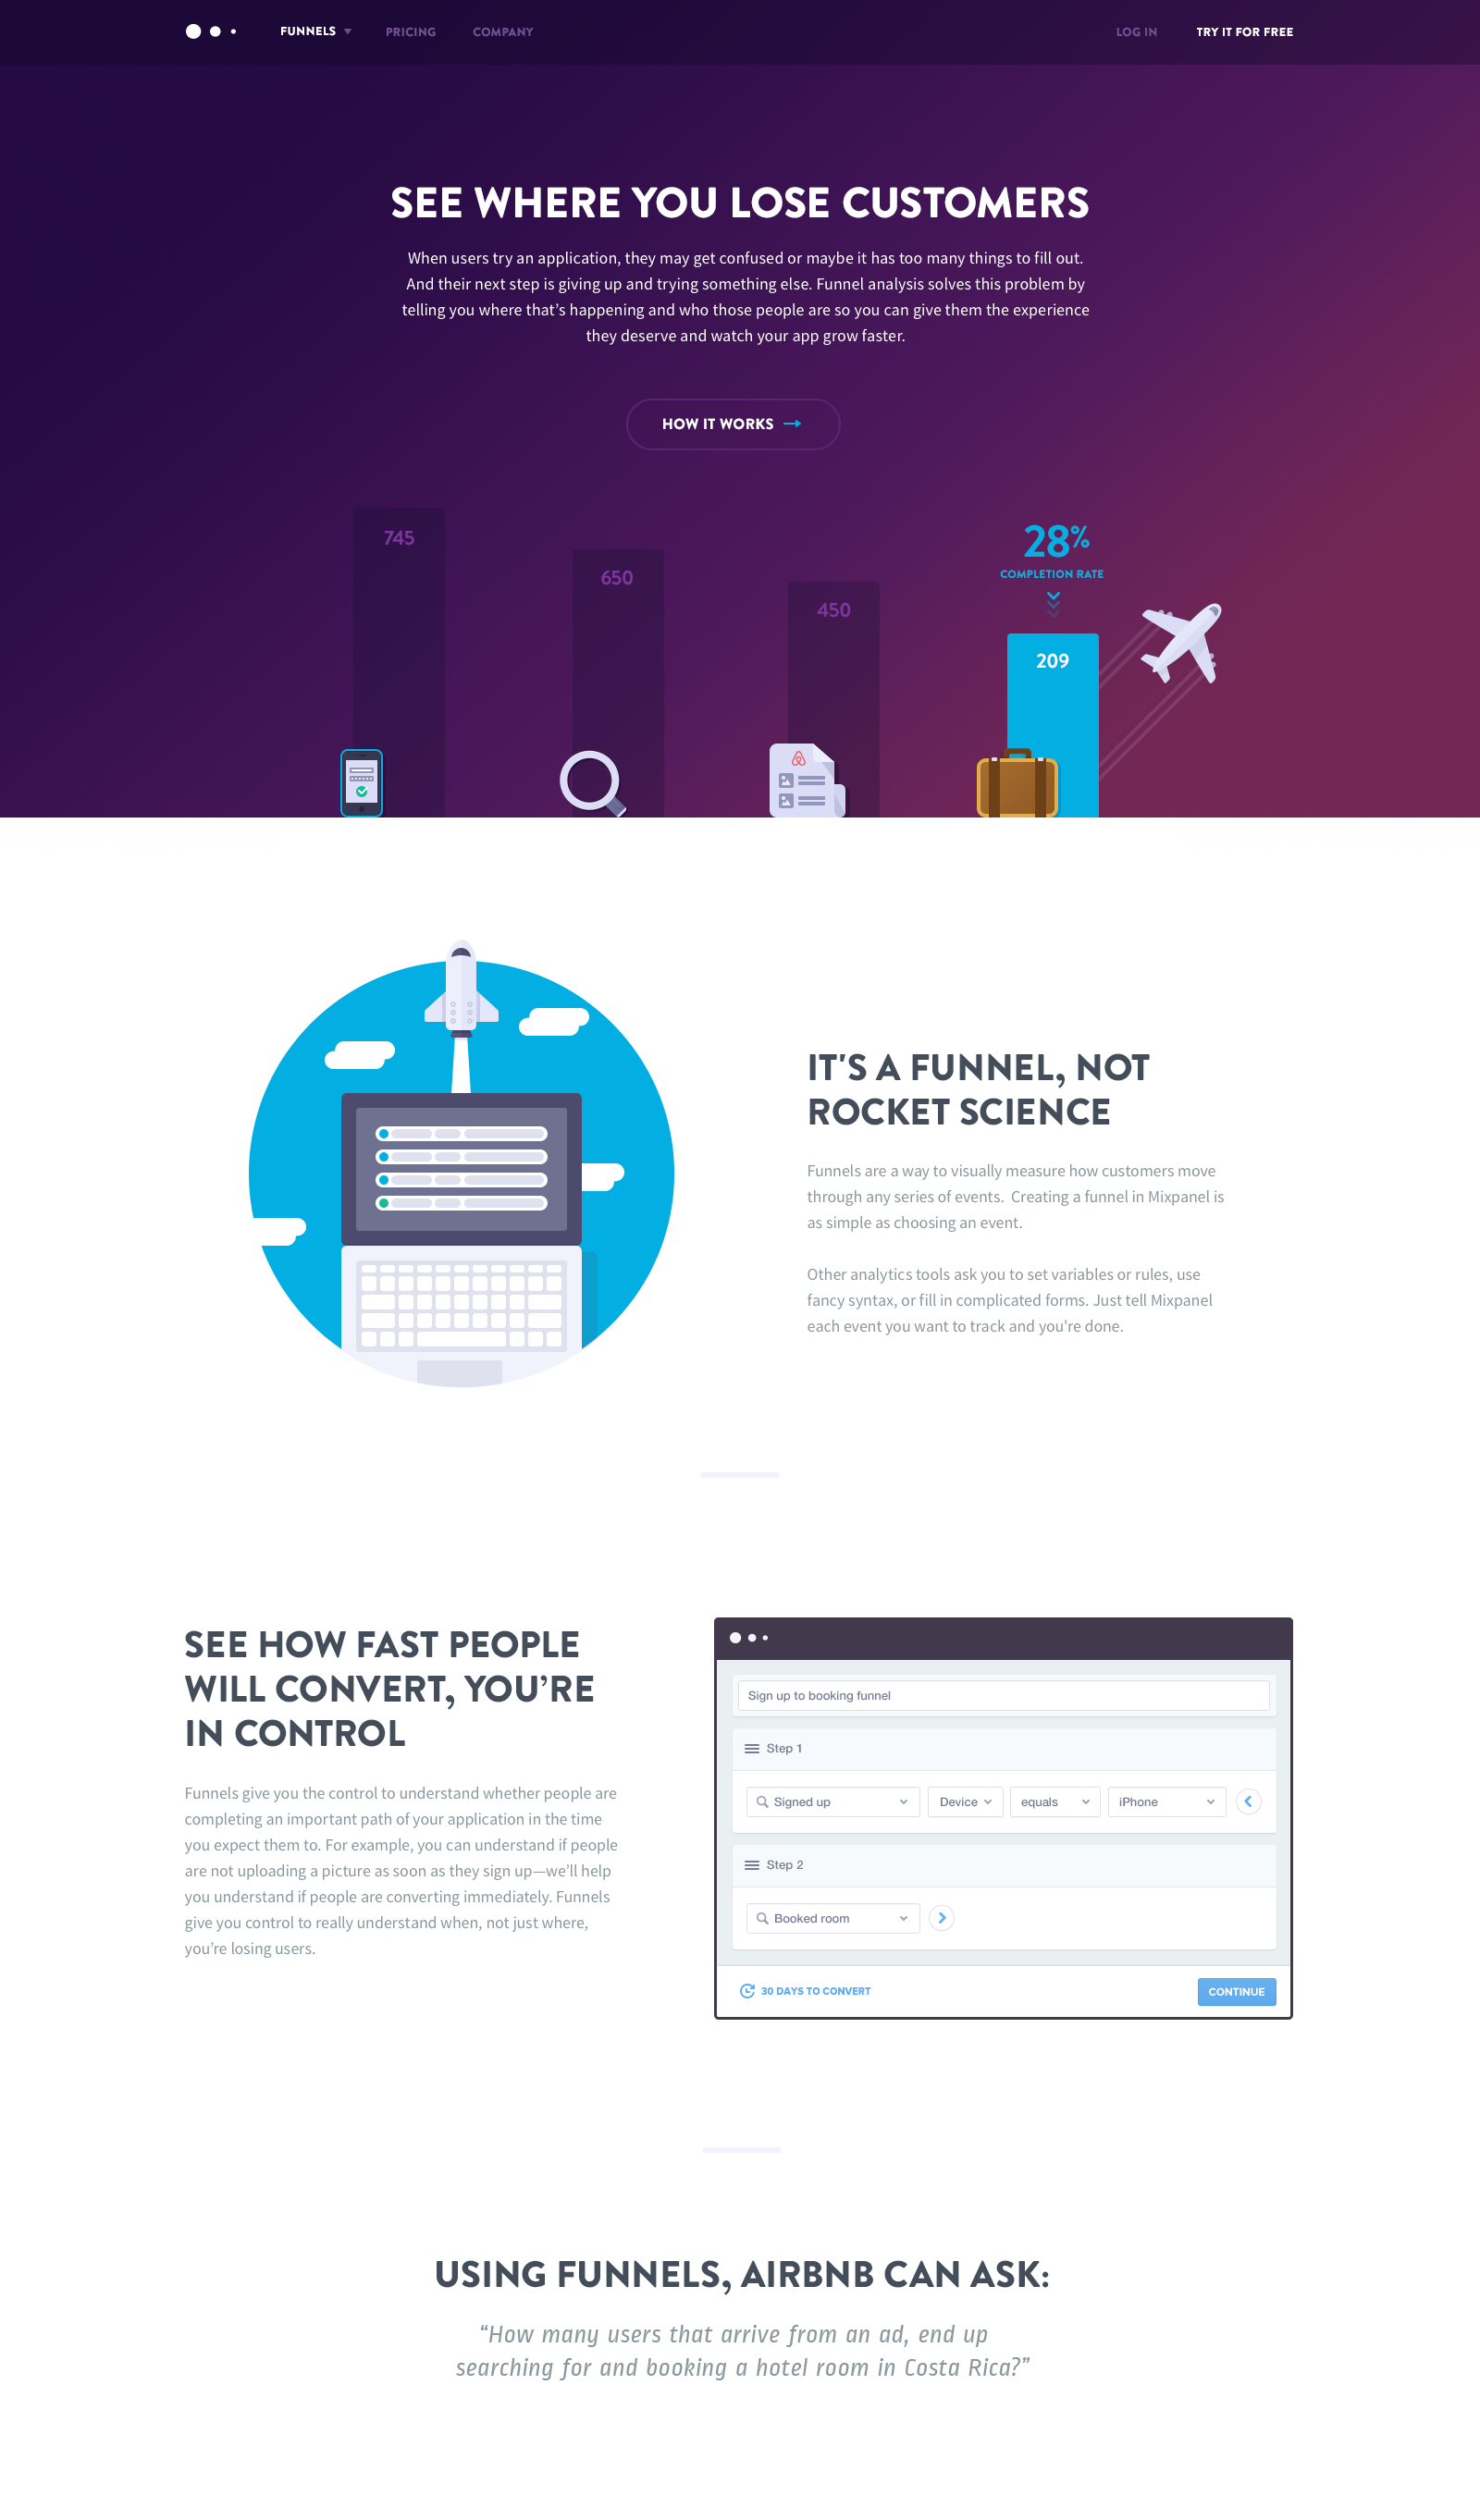 FUNNELS PRICING COMPANY LOG IN TRY IT FOR FREE
SEE WHERE YOU LOSE CUSTOMERS
When users try an application, they may get confused or maybe it has too many things to fill out.
And their next step is giving up and trying something else. Funnel analysis solves this problem by
telling you where that’s happening and who those people are so you can give them the experience
they deserve and watch your app grow faster.
HOW IT WORKS
745
650
450
28%
COMPLETION RATE
209
IT'S A FUNNEL, NOT
ROCKET SCIENCE
Funnels are a way to visually measure how customers move
through any series of events. Creating a funnel in Mixpanel is
as simple as choosing an event.
Other analytics tools ask you to set variables or rules, use
fancy syntax, or fill in complicated forms. Just tell Mixpanel
each event you want to track and you're done.
SEE HOW FAST PEOPLE
WILL CONVERT, YOU’RE
IN CONTROL
Funnels give you the control to understand whether people are
completing an important path of your application in the time
you expect them to. For example, you can understand if people
are not uploading a picture as soon as they sign up—we’ll help
you understand if people are converting immediately. Funnels
give you control to really understand when, not just where,
you’re losing users.
Sign up to booking funnel
Step 1
Signed up Device equals iPhone
Step 2
Booked room
30 DAYS TO CONVERT CONTINUE
USING FUNNELS, AIRBNB CAN ASK:
“How many users that arrive from an ad, end up
searching for and booking a hotel room in Costa Rica?”